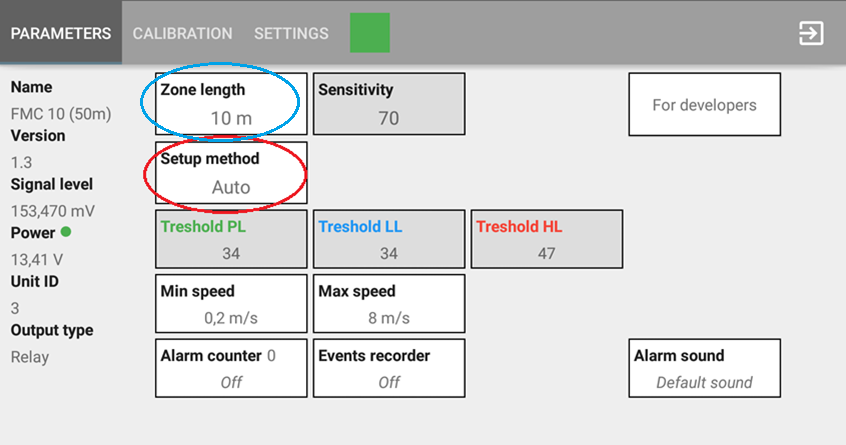 PARAMETERS
CALIBRATION
SETTINGS
Name
FMC 10 (50m)
Version
1.3
Signal level
153,470 mV
Power
13,41 V
Unit ID
3
Output type
Relay
Zone length
10 m
Sensitivity
70
For developers
Setup method
Auto
Treshold PL
34
Treshold LL
34
Treshold HL
47
Min speed
0,2 m/s
Max speed
8 m/s
Alarm counter 0
Off
Events recorder
Off
Alarm sound
Default sound